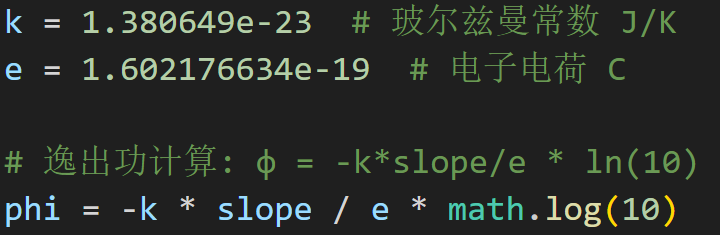 k = 1.380649e-23  # 玻尔兹曼常数 J/K
e = 1.602176634e-19  # 电子电荷 C
# 逸出功计算: φ = -k*slope/e * ln(10)
phi = -k * slope / e * math.log(10)